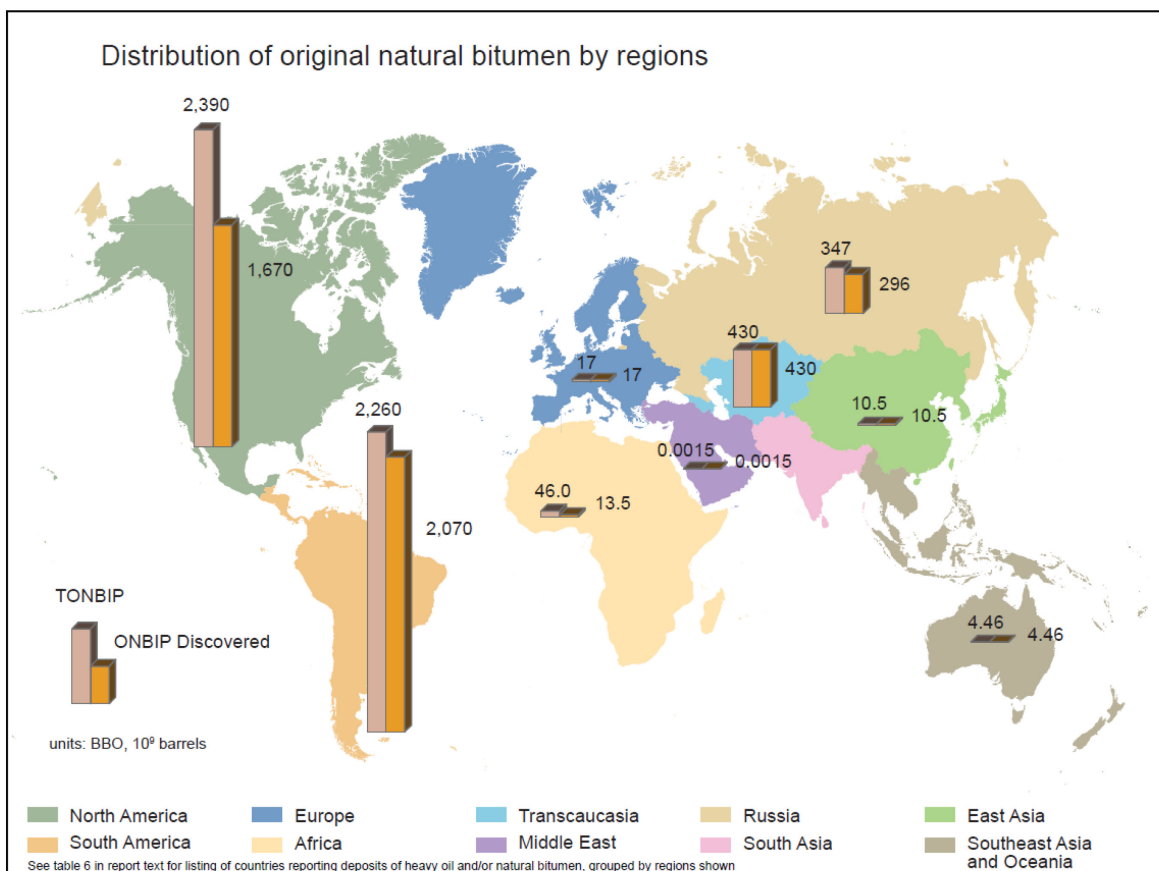 Distribution of original natural bitumen by regions
2,390
1,670
347
296
430
430
17
17
2,260
10.5
10.5
0.0015
0.0015
46.0
13.5
2,070
TONBIP
ONBIP Discovered
4.46
4.46
units: BBO, 10⁹ barrels
North America
Europe
Transcaucasia
Russia
East Asia
South America
Africa
Middle East
South Asia
Southeast Asia
and Oceania
See table 6 in report text for listing of countries reporting deposits of heavy oil and/or natural bitumen, grouped by regions shown